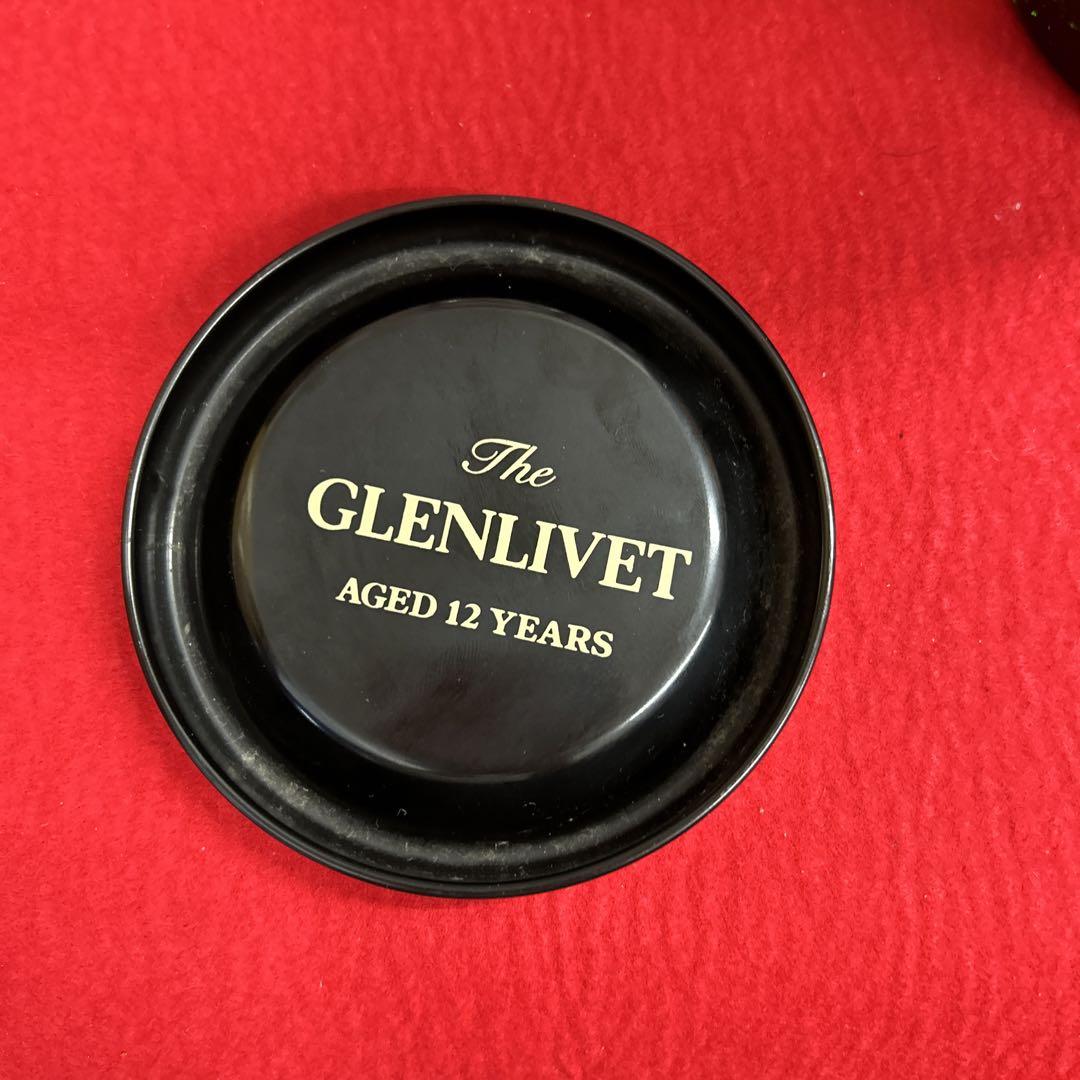 The
GLENLIVET
AGED 12 YEARS